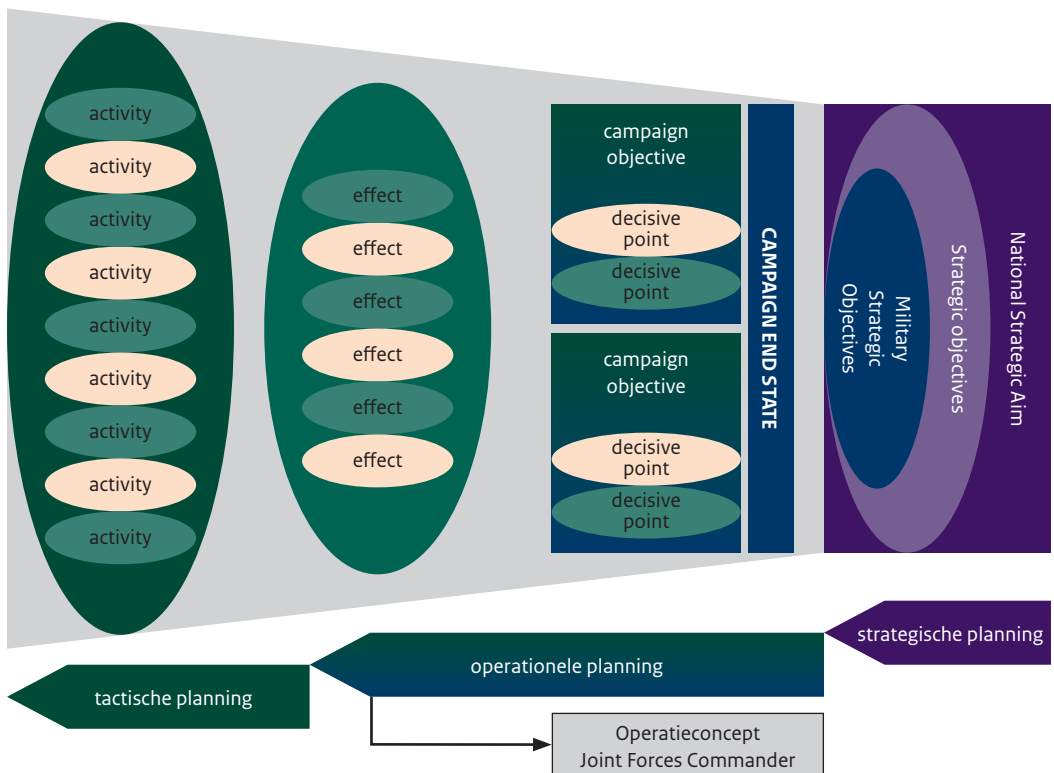 activity
activity
activity
activity
activity
activity
activity
activity
activity
effect
effect
effect
effect
effect
effect
campaign
objective
decisive
point
decisive
point
campaign
objective
decisive
point
decisive
point
CAMPAIGN END STATE
Military
Strategic
Objectives
Strategic objectives
National Strategic Aim
strategische planning
operationele planning
tactische planning
Operatieconcept
Joint Forces Commander